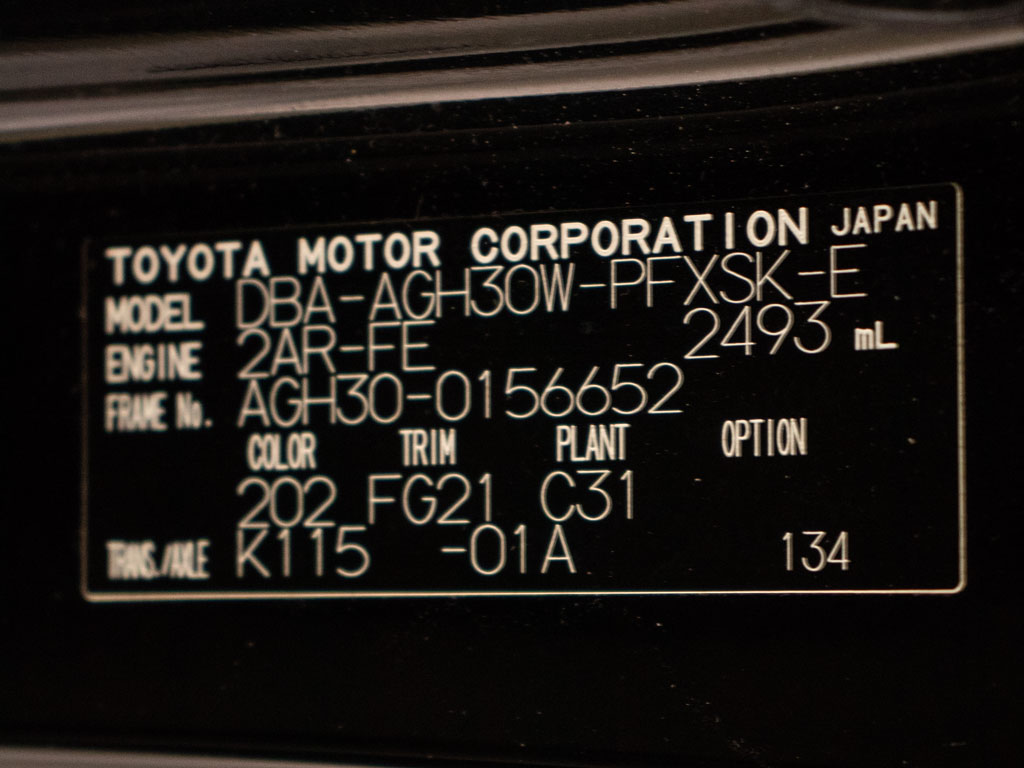 TOYOTA MOTOR CORPORATION JAPAN
MODEL DBA-AGH30W-PFXSK-E
ENGINE 2AR-FE 2493 mL
FRAME No. AGH30-0156652
COLOR TRIM PLANT OPTION
202 FG21 C31
TRANS./AXLE K115 -01A 134